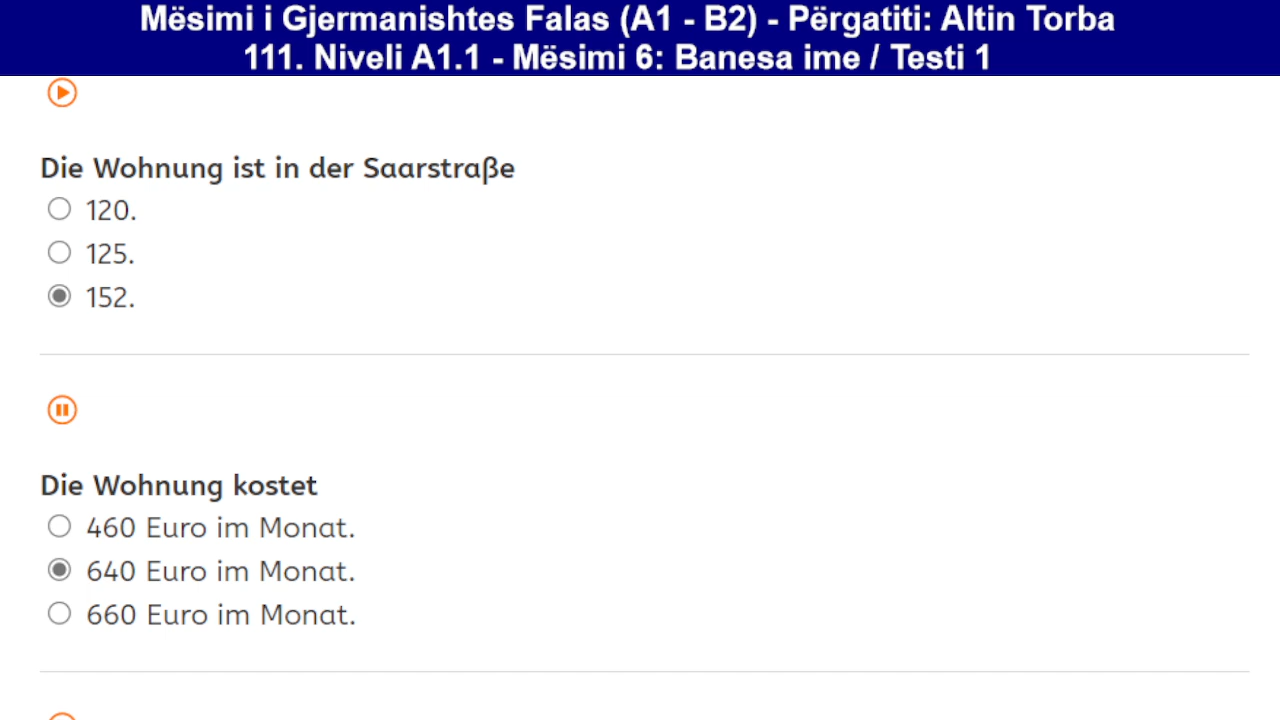 Mësimi i Gjermanishtes Falas (A1 - B2) - Përgatiti: Altin Torba
111. Niveli A1.1 - Mësimi 6: Banesa ime / Testi 1
Die Wohnung ist in der Saarstraße
120.
125.
152.
Die Wohnung kostet
460 Euro im Monat.
640 Euro im Monat.
660 Euro im Monat.